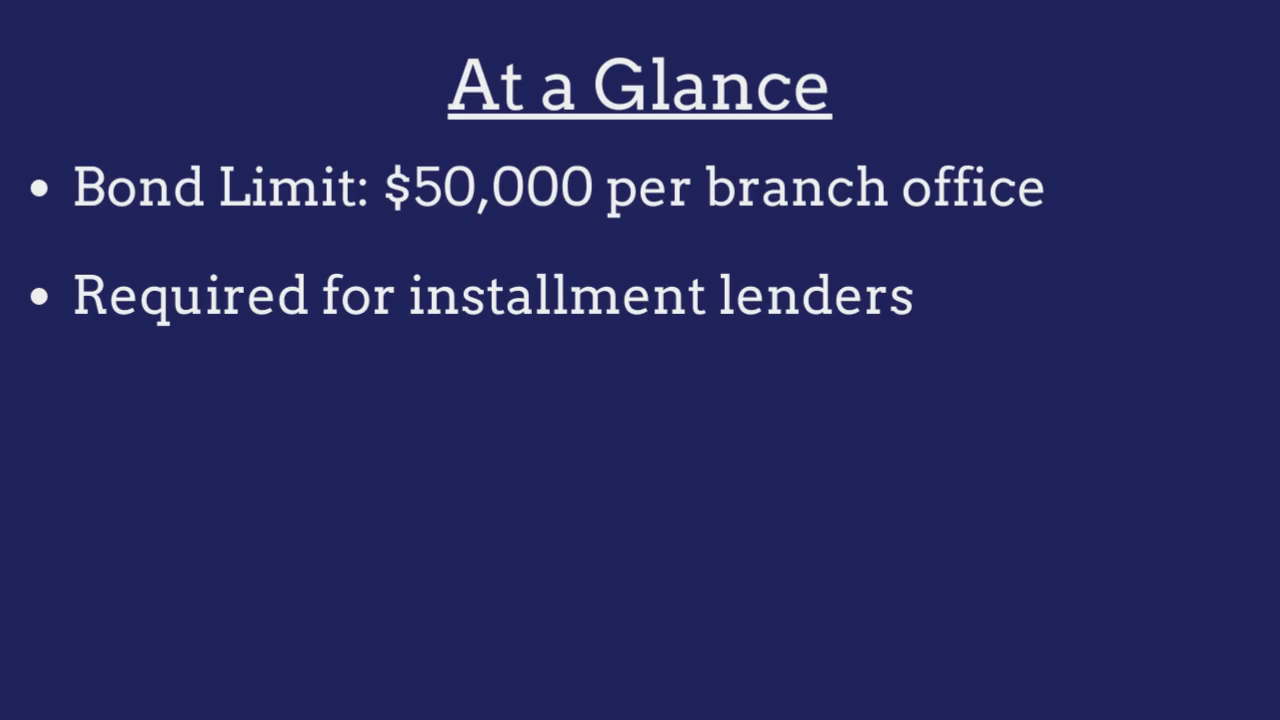 At a Glance
• Bond Limit: $50,000 per branch office
• Required for installment lenders